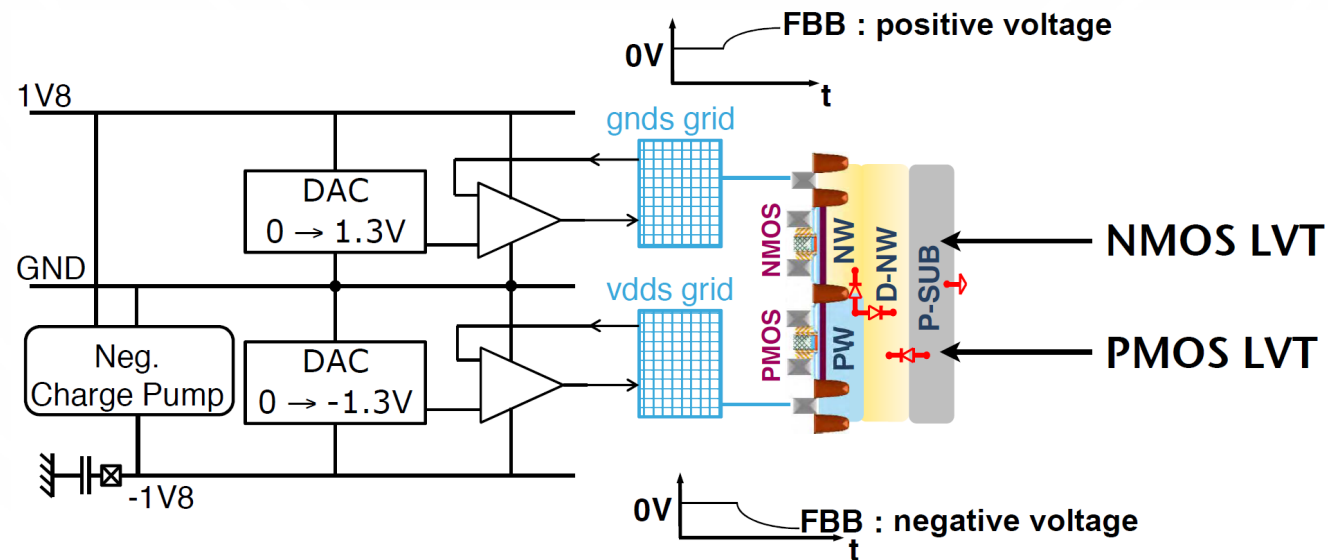 FBB : positive voltage
0V
t
1V8
gnds grid
DAC
0 → 1.3V
GND
vdds grid
Neg.
Charge Pump
DAC
0 → -1.3V
-1V8
NMOS
PMOS
NW
PW
D-NW
P-SUB
NMOS LVT
PMOS LVT
0V
FBB : negative voltage
t